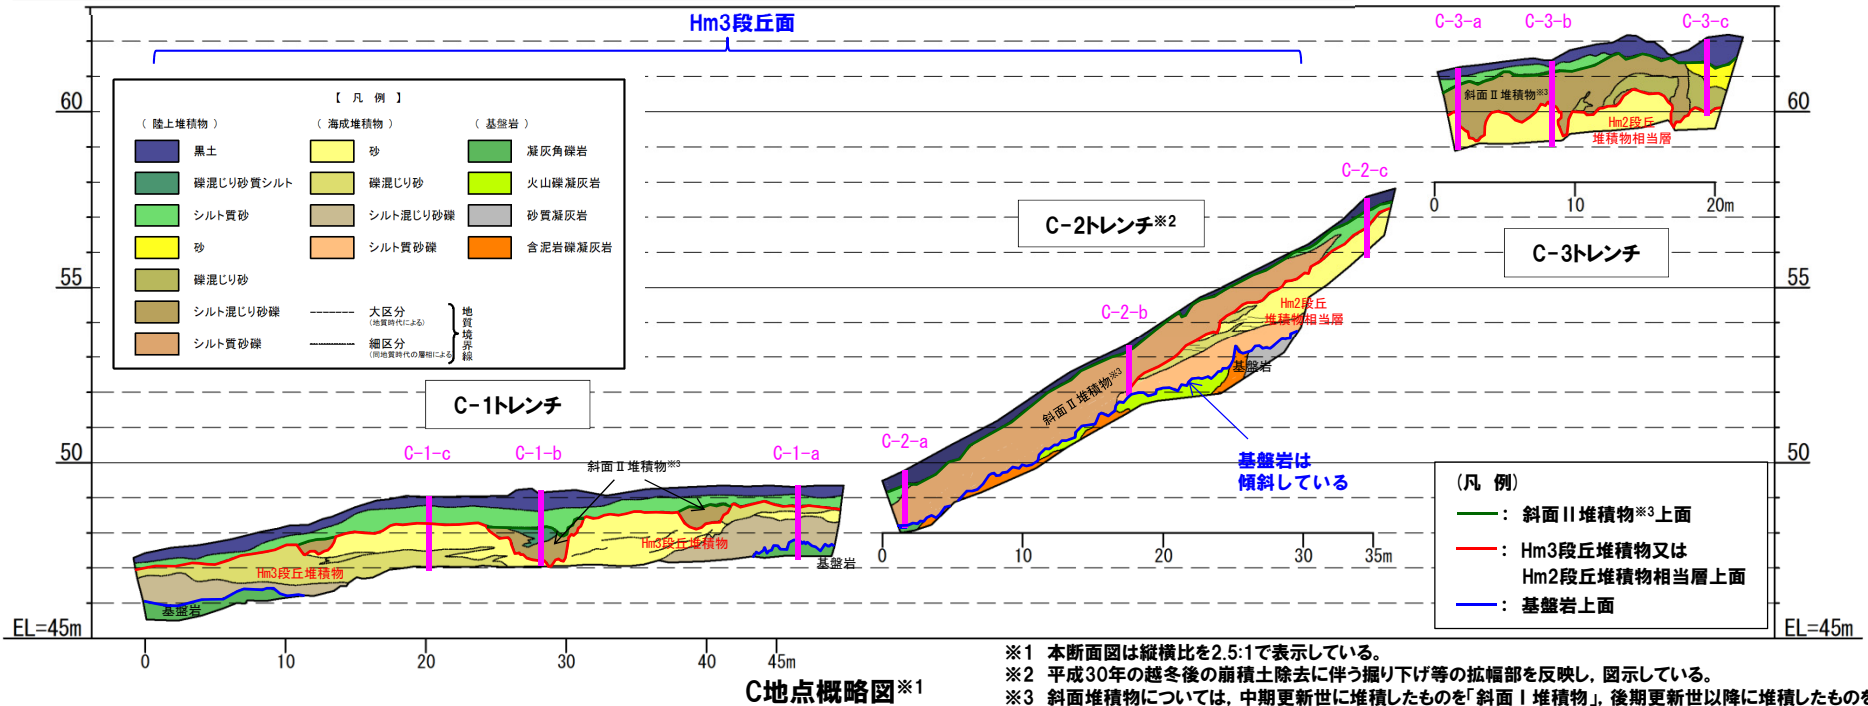 Hm3段丘面
C-3-a C-3-b C-3-c
【 凡 例 】
( 陸上堆積物 ) ( 海成堆積物 ) ( 基盤岩 )
黒土 砂 凝灰角礫岩
礫混じり砂質シルト 礫混じり砂 火山礫凝灰岩
シルト質砂 シルト混じり砂礫 砂質凝灰岩
砂 シルト質砂礫 含泥岩礫凝灰岩
礫混じり砂
シルト混じり砂礫 大区分
(地質時代による)
シルト質砂礫 細区分
(同地質時代の層相による)
地質境界線
60 60
55 55
50 50
EL=45m EL=45m
斜面Ⅱ堆積物※3
Hm2段丘
堆積物相当層
0 10 20m
C-3トレンチ
C-2トレンチ※2
C-2-c
C-2-b
C-2-a
Hm2段丘
堆積物相当層
基盤岩
斜面Ⅱ堆積物※3
基盤岩は
傾斜している
0 10 20 30 35m
C-1トレンチ
C-1-c C-1-b C-1-a
斜面Ⅱ堆積物※3
Hm3段丘堆積物 Hm3段丘堆積物
基盤岩 基盤岩
0 10 20 30 40 45m
(凡 例)
: 斜面Ⅱ堆積物※3上面
: Hm3段丘堆積物又は
Hm2段丘堆積物相当層上面
: 基盤岩上面
C地点概略図※1
※1 本断面図は縦横比を2.5:1で表示している。
※2 平成30年の越冬後の崩積土除去に伴う掘り下げ等の拡幅部を反映し,図示している。
※3 斜面堆積物については,中期更新世に堆積したものを「斜面Ⅰ堆積物」,後期更新世以降に堆積したものを